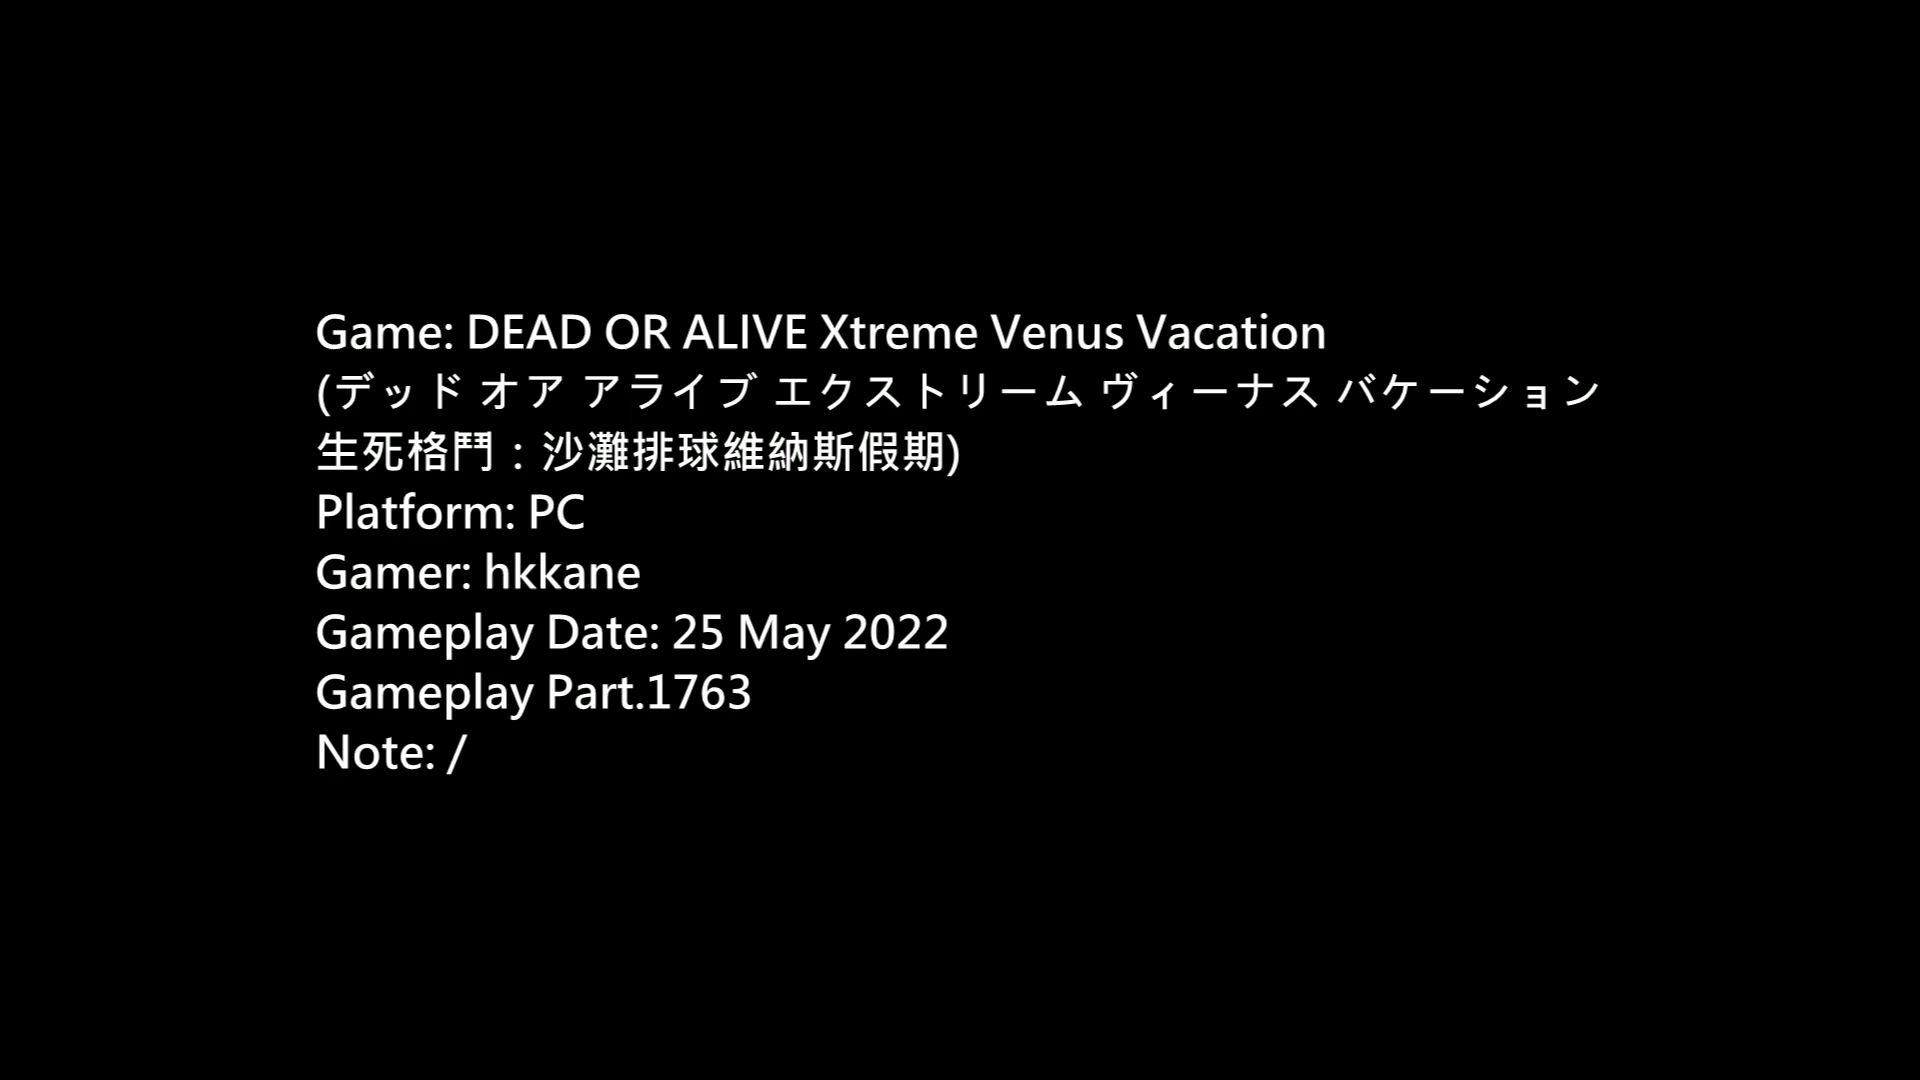 Game: DEAD OR ALIVE Xtreme Venus Vacation
(デッド オア アライブ エクストリーム ヴィーナス バケーション
生死格鬥：沙灘排球維納斯假期)
Platform: PC
Gamer: hkkane
Gameplay Date: 25 May 2022
Gameplay Part.1763
Note: /